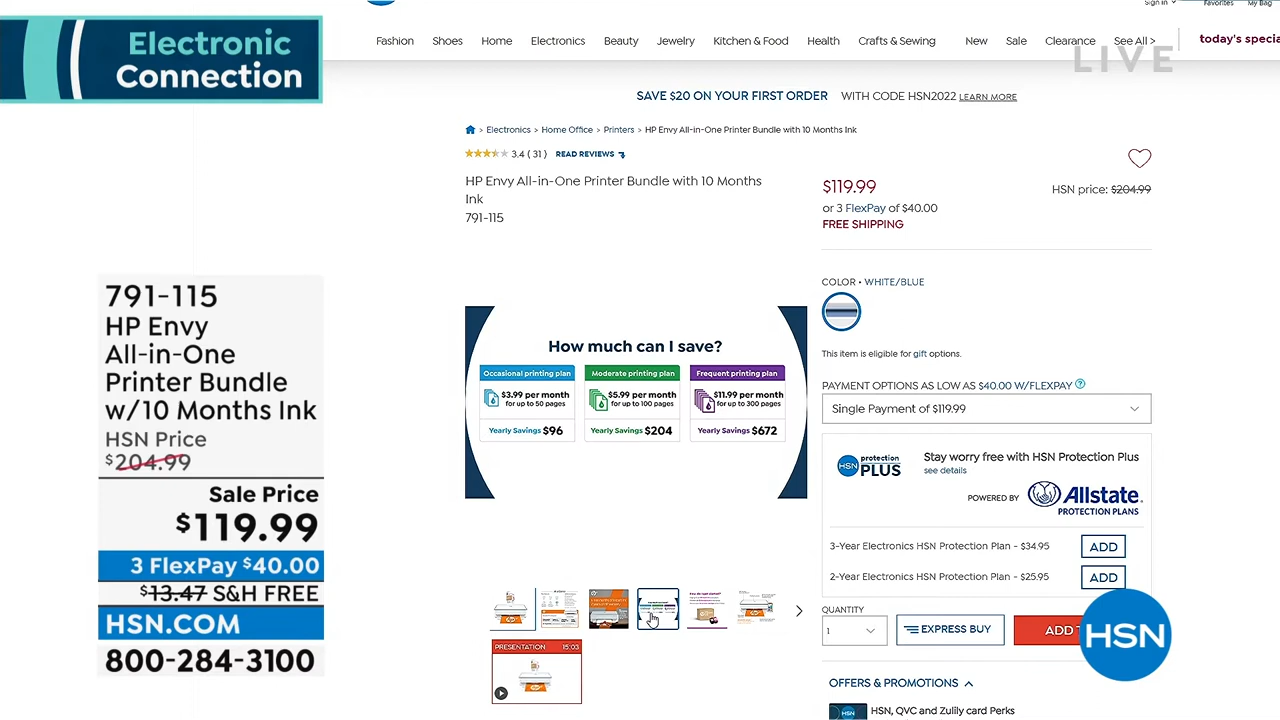 Electronic
Connection
Sign In
Favorites
My Bag
Fashion Shoes Home Electronics Beauty Jewelry Kitchen & Food Health Crafts & Sewing New Sale Clearance See All >
today's specia
LIVE
SAVE $20 ON YOUR FIRST ORDER WITH CODE HSN2022 LEARN MORE
> Electronics > Home Office > Printers > HP Envy All-in-One Printer Bundle with 10 Months Ink
3.4 ( 31 ) READ REVIEWS
HP Envy All-in-One Printer Bundle with 10 Months
Ink
791-115
$119.99
HSN price: $204.99
or 3 FlexPay of $40.00
FREE SHIPPING
COLOR • WHITE/BLUE
This item is eligible for gift options.
PAYMENT OPTIONS AS LOW AS $40.00 W/FLEXPAY ?
Single Payment of $119.99
HSN protection
PLUS
Stay worry free with HSN Protection Plus
see details
POWERED BY Allstate.
PROTECTION PLANS
3-Year Electronics HSN Protection Plan - $34.95 ADD
2-Year Electronics HSN Protection Plan - $25.95 ADD
QUANTITY
1
EXPRESS BUY
ADD T
HSN
OFFERS & PROMOTIONS
HSN HSN, QVC and Zulily card Perks
How much can I save?
Occasional printing plan
$3.99 per month
for up to 50 pages
Yearly Savings $96
Moderate printing plan
$5.99 per month
for up to 100 pages
Yearly Savings $204
Frequent printing plan
$11.99 per month
for up to 300 pages
Yearly Savings $672
PRESENTATION 15:03
791-115
HP Envy
All-in-One
Printer Bundle
w/10 Months Ink
HSN Price
$204.99
Sale Price
$119.99
3 FlexPay $40.00
$13.47 S&H FREE
HSN.COM
800-284-3100